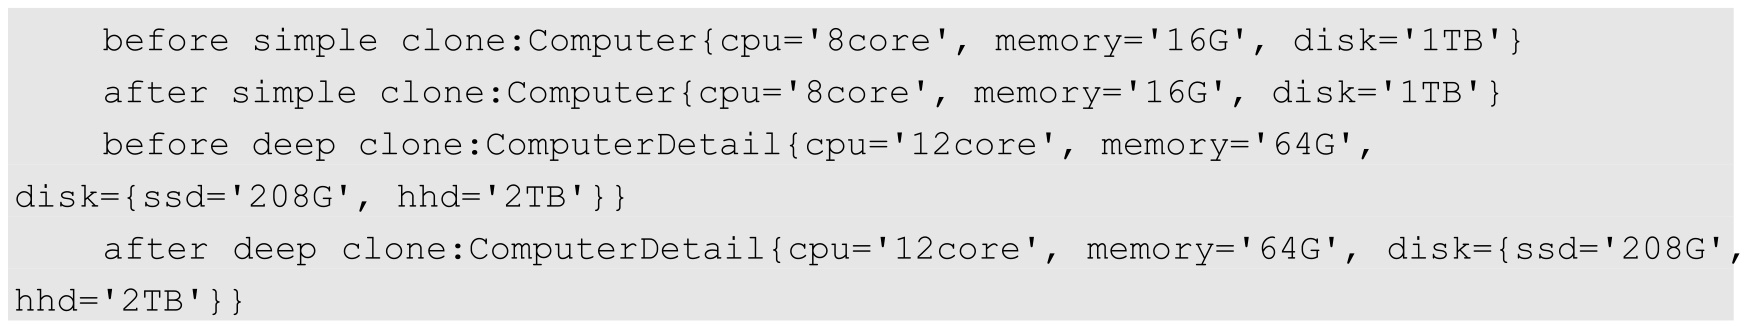 before simple clone:Computer{cpu='8core', memory='16G', disk='1TB'}
after simple clone:Computer{cpu='8core', memory='16G', disk='1TB'}
before deep clone:ComputerDetail{cpu='12core', memory='64G',
disk={ssd='208G', hhd='2TB'}}
after deep clone:ComputerDetail{cpu='12core', memory='64G', disk={ssd='208G',
hhd='2TB'}}